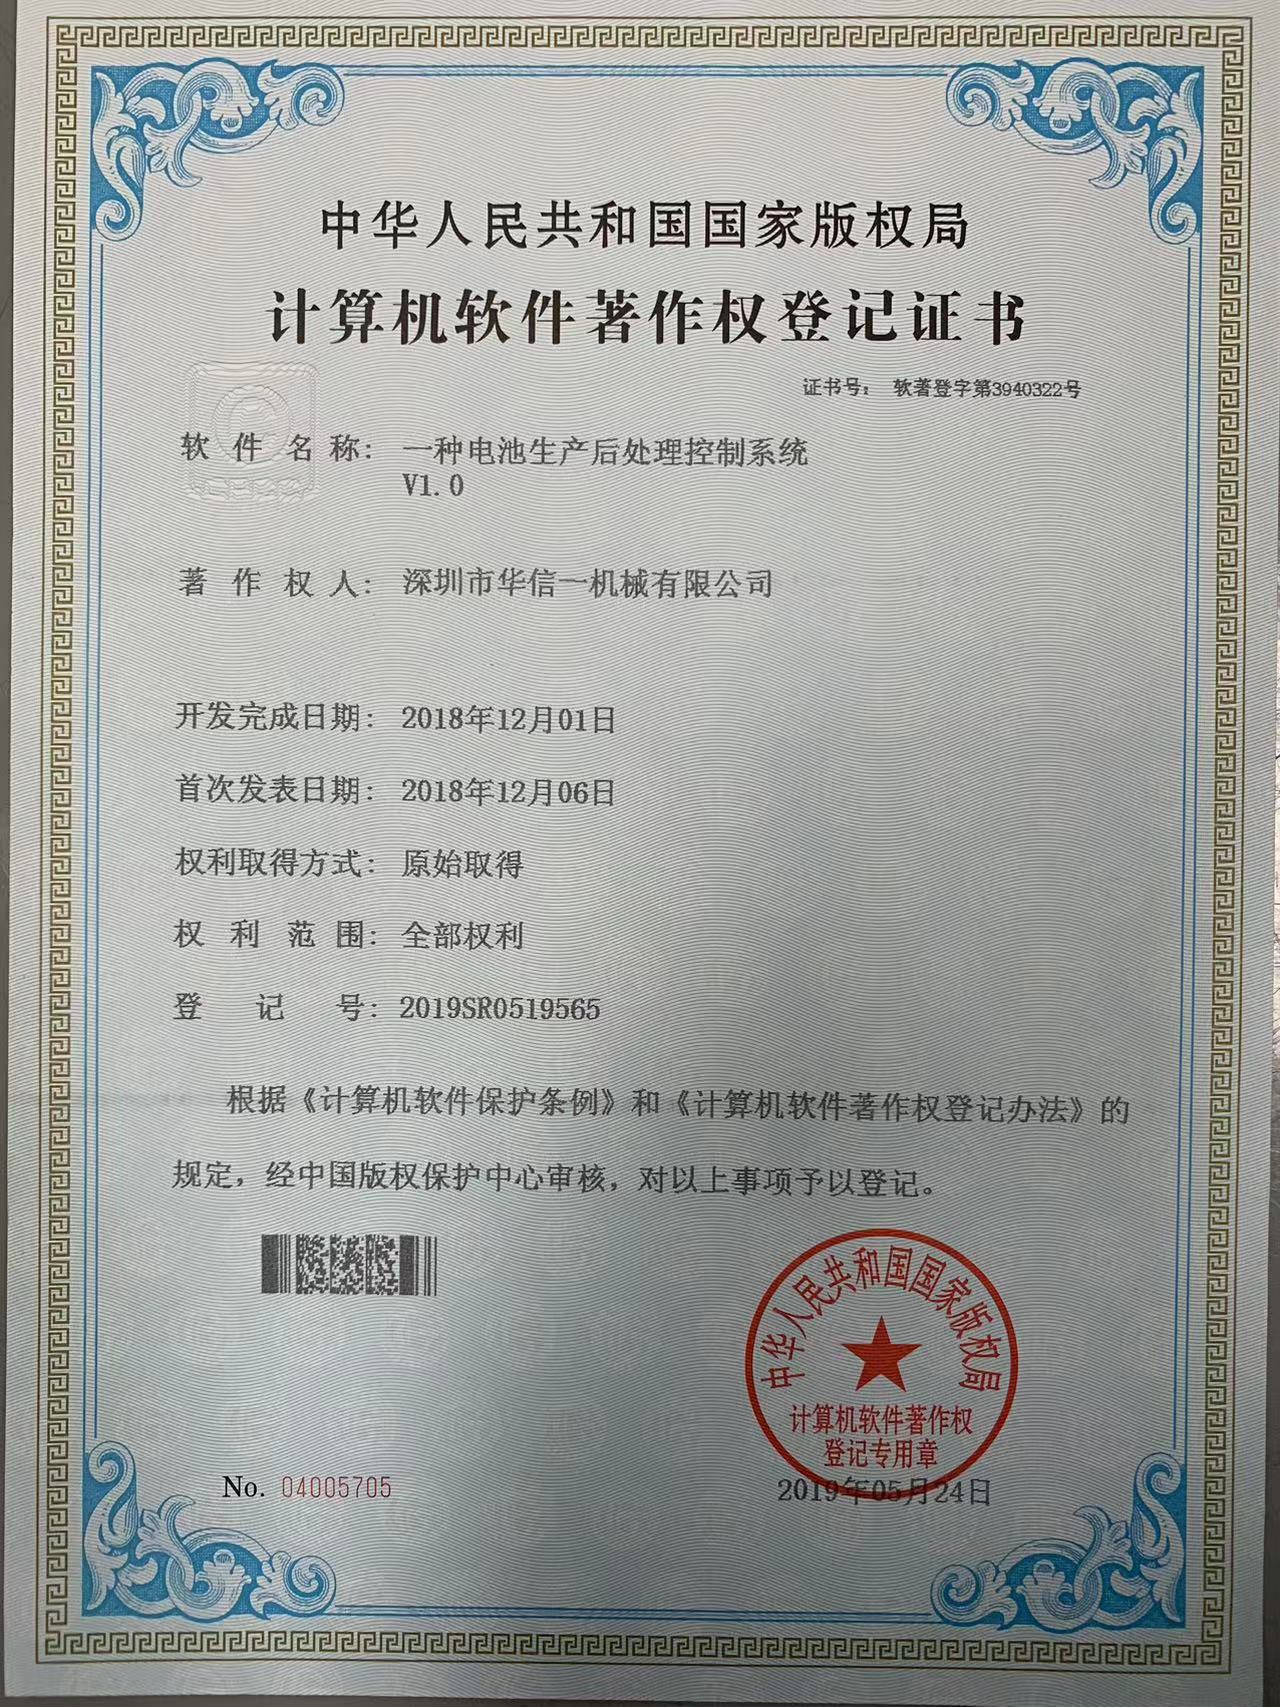 中华人民共和国国家版权局
计算机软件著作权登记证书
证书号： 软著登字第3940322号
软件名称： 一种电池生产后处理控制系统
V1.0
著作权人： 深圳市华信一机械有限公司
开发完成日期： 2018年12月01日
首次发表日期： 2018年12月06日
权利取得方式： 原始取得
权利范围： 全部权利
登记号： 2019SR0519565
根据《计算机软件保护条例》和《计算机软件著作权登记办法》的
规定，经中国版权保护中心审核，对以上事项予以登记。
中华人民共和国国家版权局
计算机软件著作权
登记专用章
No. 04005705
2019年05月24日